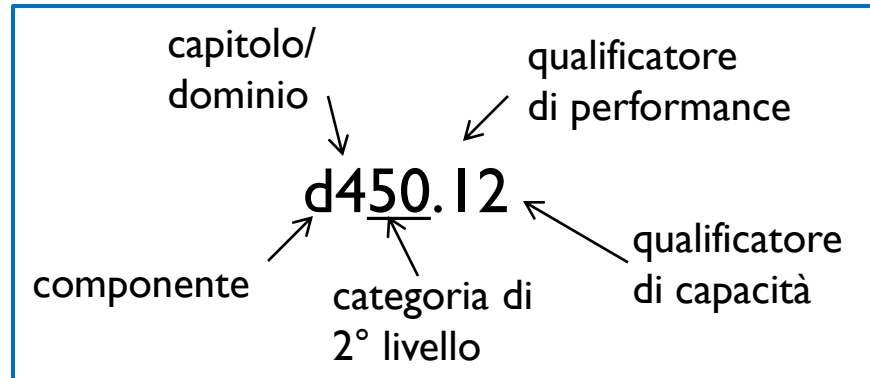 capitolo/
dominio
qualificatore
di performance
d450.12
componente
categoria di
2° livello
qualificatore
di capacità